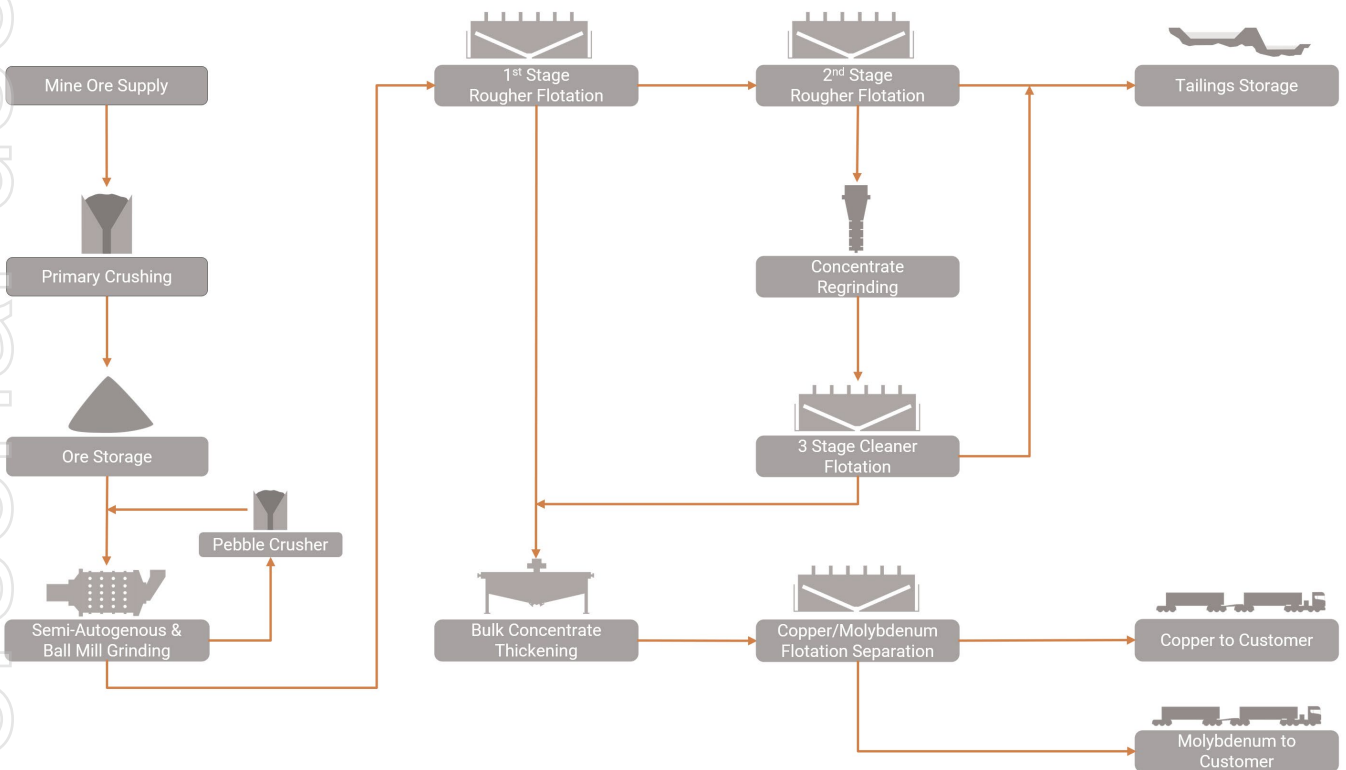 1st Stage
Rougher Flotation
2nd Stage
Rougher Flotation
Tailings Storage
Mine Ore Supply
Primary Crushing
Concentrate
Regrinding
Ore Storage
3 Stage Cleaner
Flotation
Pebble Crusher
Semi-Autogenous &
Ball Mill Grinding
Bulk Concentrate
Thickening
Copper/Molybdenum
Flotation Separation
Copper to Customer
Molybdenum to
Customer